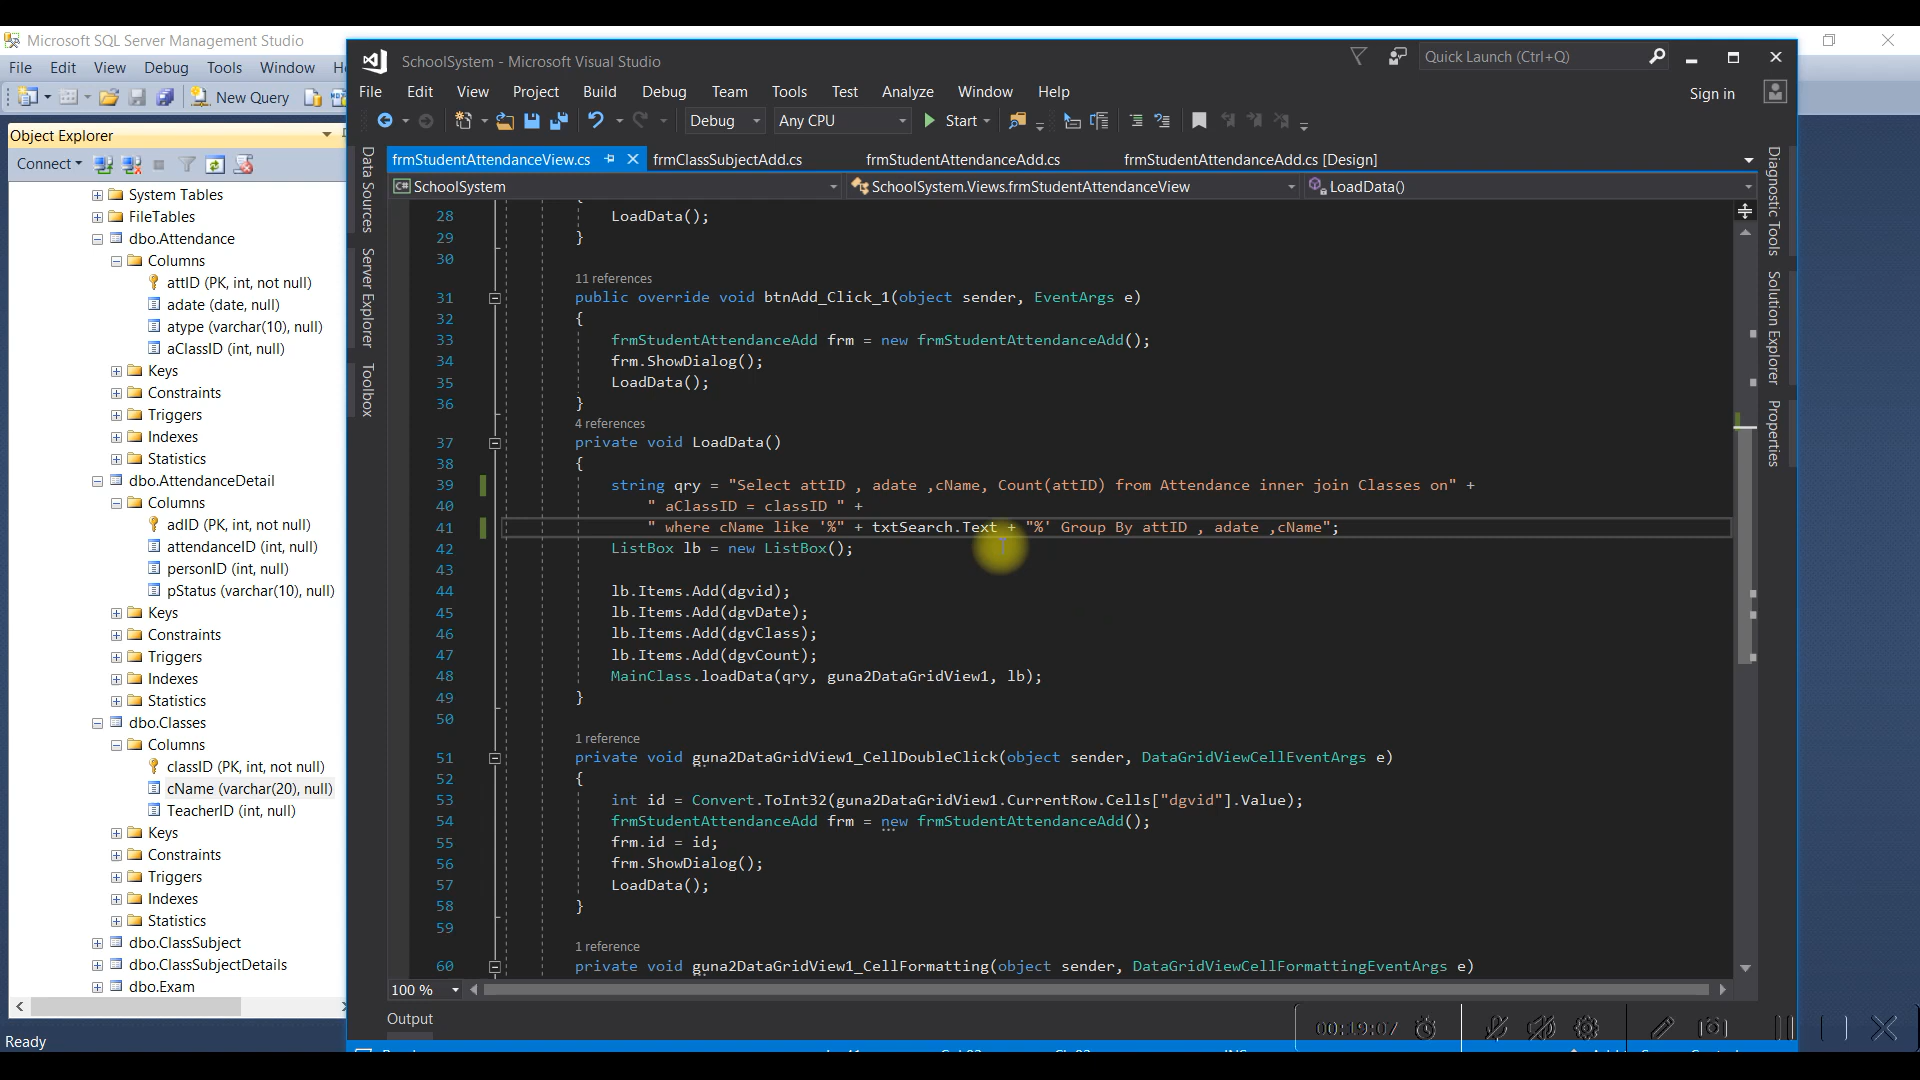 Microsoft SQL Server Management Studio
File Edit View Debug Tools Window He
New Query
Object Explorer
Connect
System Tables
FileTables
dbo.Attendance
Columns
attID (PK, int, not null)
adate (date, null)
atype (varchar(10), null)
aClassID (int, null)
Keys
Constraints
Triggers
Indexes
Statistics
dbo.AttendanceDetail
Columns
adID (PK, int, not null)
attendanceID (int, null)
personID (int, null)
pStatus (varchar(10), null)
Keys
Constraints
Triggers
Indexes
Statistics
dbo.Classes
Columns
classID (PK, int, not null)
cName (varchar(20), null)
TeacherID (int, null)
Keys
Constraints
Triggers
Indexes
Statistics
dbo.ClassSubject
dbo.ClassSubjectDetails
dbo.Exam
Ready
SchoolSystem - Microsoft Visual Studio
Quick Launch (Ctrl+Q)
File Edit View Project Build Debug Team Tools Test Analyze Window Help
Sign in
Debug Any CPU Start
frmStudentAttendanceView.cs frmClassSubjectAdd.cs frmStudentAttendanceAdd.cs frmStudentAttendanceAdd.cs [Design]
SchoolSystem SchoolSystem.Views.frmStudentAttendanceView LoadData()
Data Sources
Server Explorer
Toolbox
28 LoadData();
29 }
30
11 references
31 public override void btnAdd_Click_1(object sender, EventArgs e)
32 {
33 frmStudentAttendanceAdd frm = new frmStudentAttendanceAdd();
34 frm.ShowDialog();
35 LoadData();
36 }
4 references
37 private void LoadData()
38 {
39 string qry = "Select attID , adate ,cName, Count(attID) from Attendance inner join Classes on" +
40 " aClassID = classID " +
41 " where cName like '%" + txtSearch.Text + "%' Group By attID , adate ,cName";
42 ListBox lb = new ListBox();
43
44 lb.Items.Add(dgvid);
45 lb.Items.Add(dgvDate);
46 lb.Items.Add(dgvClass);
47 lb.Items.Add(dgvCount);
48 MainClass.loadData(qry, guna2DataGridView1, lb);
49 }
50
1 reference
51 private void guna2DataGridView1_CellDoubleClick(object sender, DataGridViewCellEventArgs e)
52 {
53 int id = Convert.ToInt32(guna2DataGridView1.CurrentRow.Cells["dgvid"].Value);
54 frmStudentAttendanceAdd frm = new frmStudentAttendanceAdd();
55 frm.id = id;
56 frm.ShowDialog();
57 LoadData();
58 }
59
1 reference
60 private void guna2DataGridView1_CellFormatting(object sender, DataGridViewCellFormattingEventArgs e)
100 %
Output
Diagnostic Tools
Solution Explorer
Properties
00:19:07